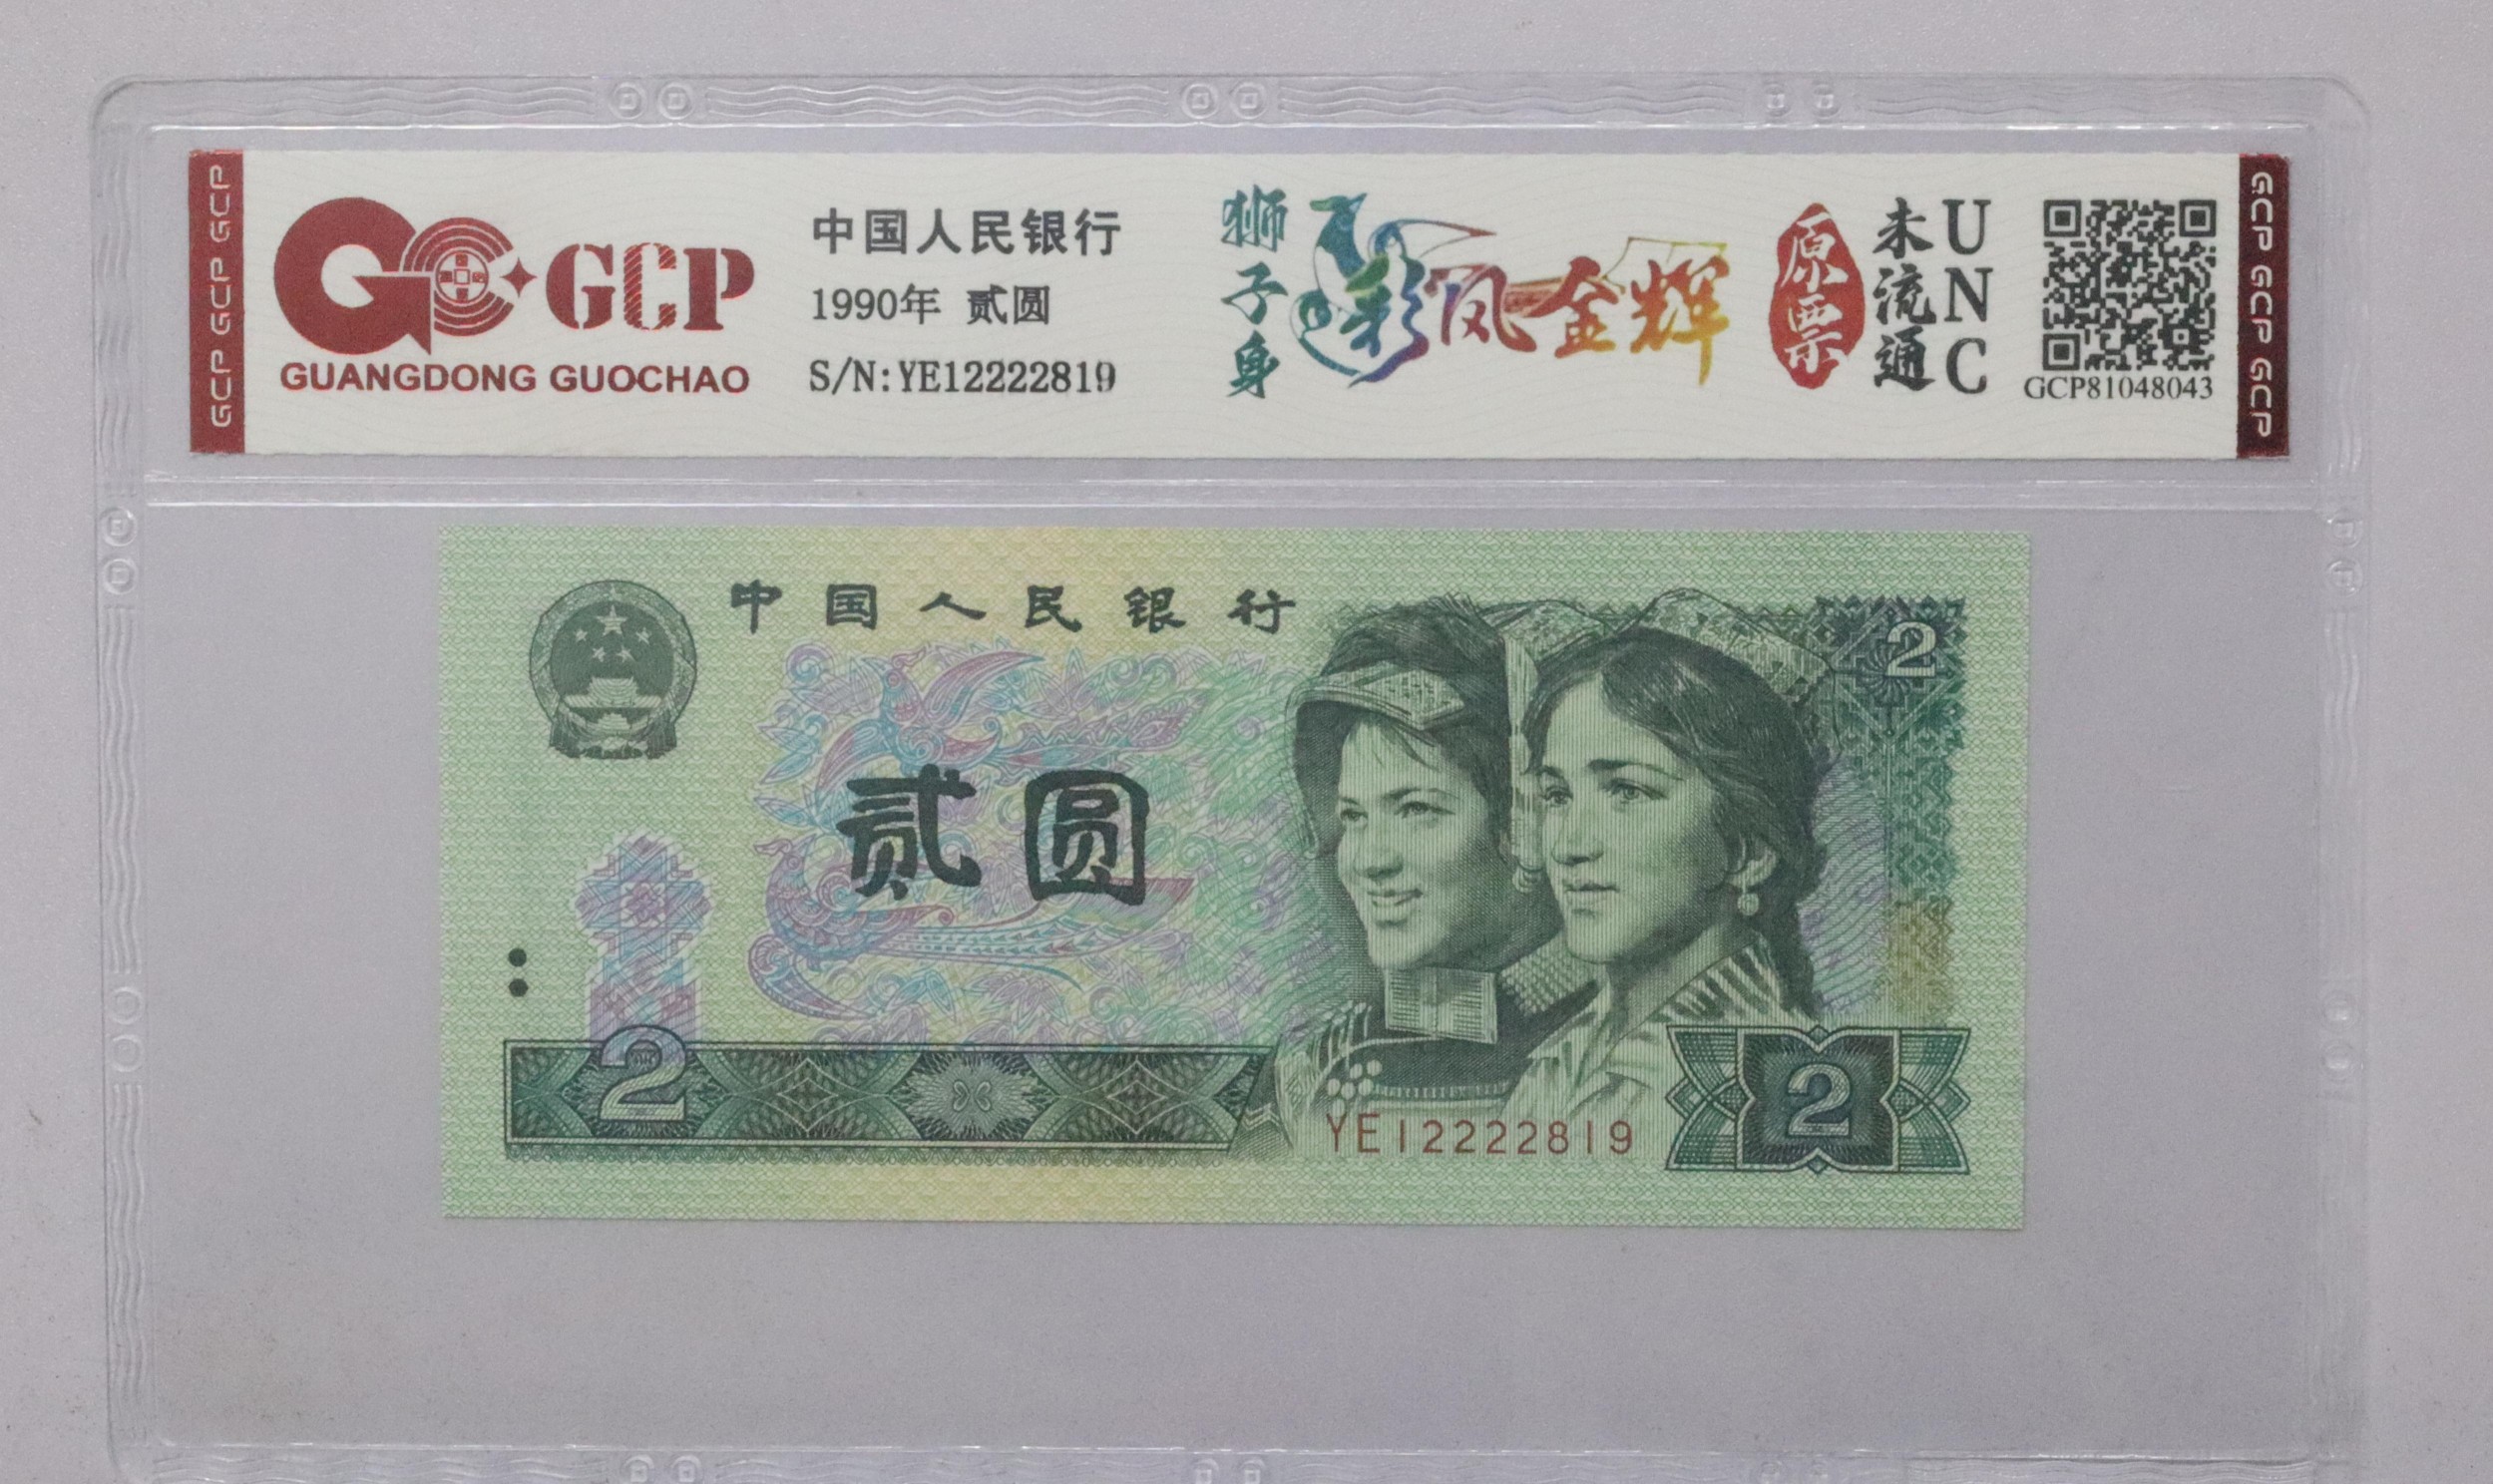 GCP GCP GCP
GCP
GUANGDONG GUOCHAO
中国人民银行
1990年 贰圆
S/N:YE12222819
狮子身
彩凤金辉
原票
未流通
UNC
GCP81048043
GCP GCP GCP
中国人民银行
2
贰圆
2
YE12222819
2